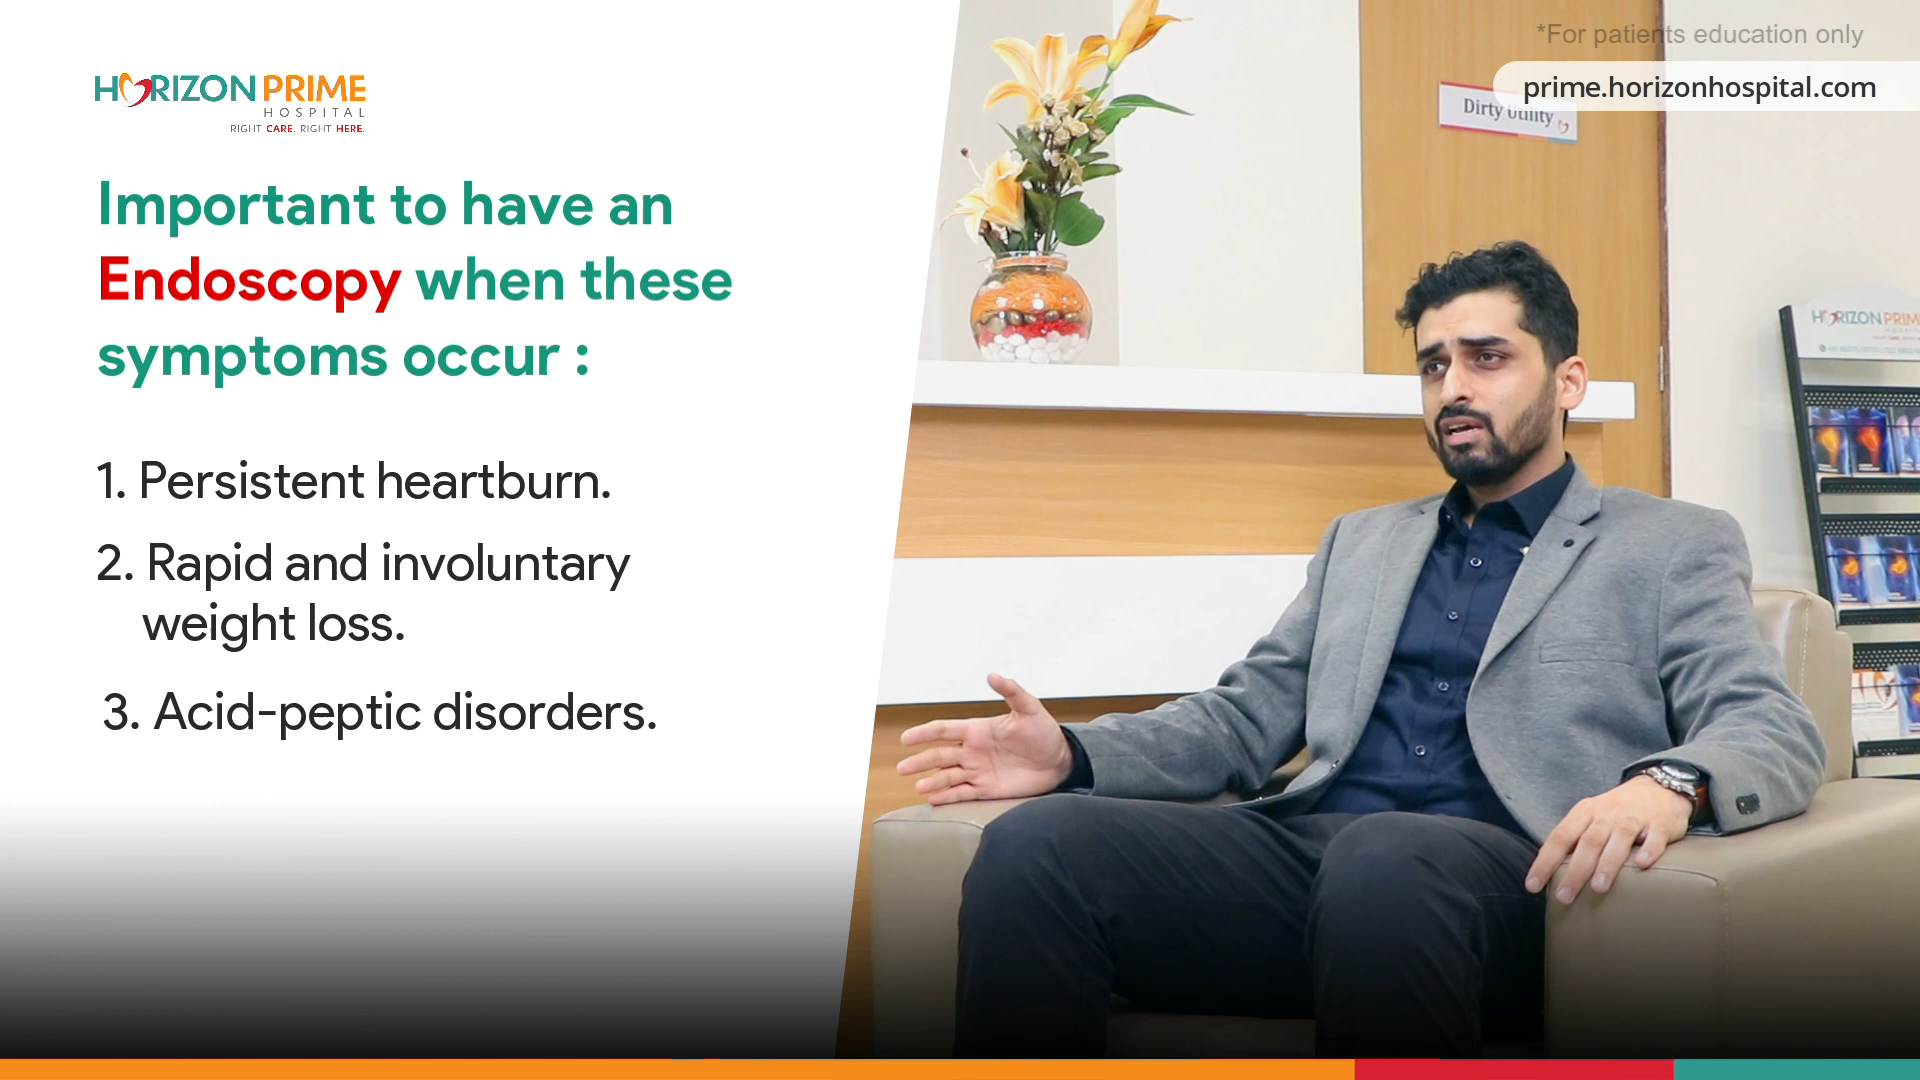 HORIZON PRIME
HOSPITAL
RIGHT CARE. RIGHT HERE.
Important to have an
Endoscopy when these
symptoms occur :
1. Persistent heartburn.
2. Rapid and involuntary
weight loss.
3. Acid-peptic disorders.
*For patients education only
prime.horizonhospital.com
Dirty Utility
HORIZON PRIME